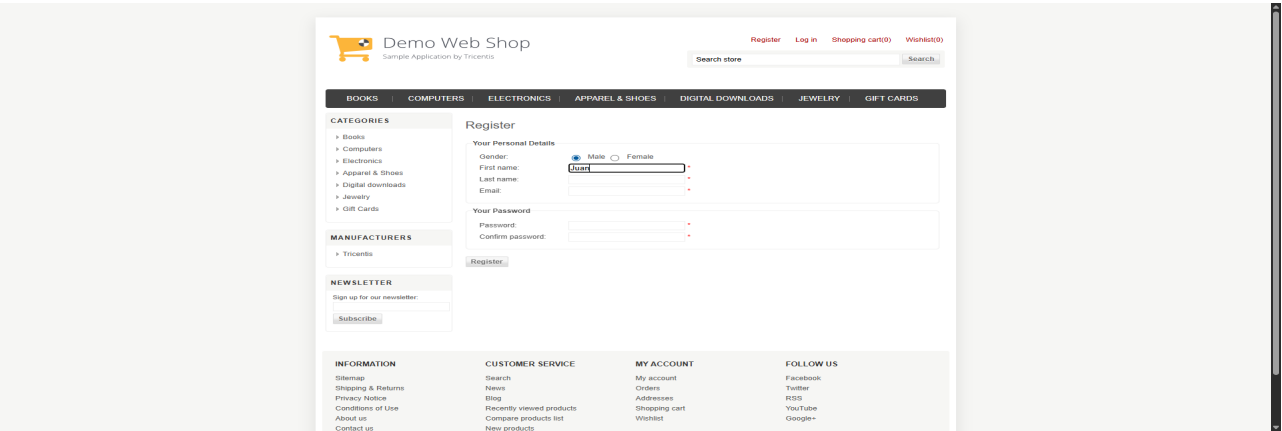 Demo Web Shop
Sample Application by Tricentis
Register Log in Shopping cart(0) Wishlist(0)
Search store Search
BOOKS COMPUTERS ELECTRONICS APPAREL & SHOES DIGITAL DOWNLOADS JEWELRY GIFT CARDS
CATEGORIES
Books
Computers
Electronics
Apparel & Shoes
Digital downloads
Jewelry
Gift Cards
MANUFACTURERS
Tricentis
NEWSLETTER
Sign up for our newsletter:
Subscribe
Register
Your Personal Details
Gender: Male Female
First name: Juan *
Last name: *
Email: *
Your Password
Password: *
Confirm password: *
Register
INFORMATION
Sitemap
Shipping & Returns
Privacy Notice
Conditions of Use
About us
Contact us
CUSTOMER SERVICE
Search
News
Blog
Recently viewed products
Compare products list
New products
MY ACCOUNT
My account
Orders
Addresses
Shopping cart
Wishlist
FOLLOW US
Facebook
Twitter
RSS
YouTube
Google+